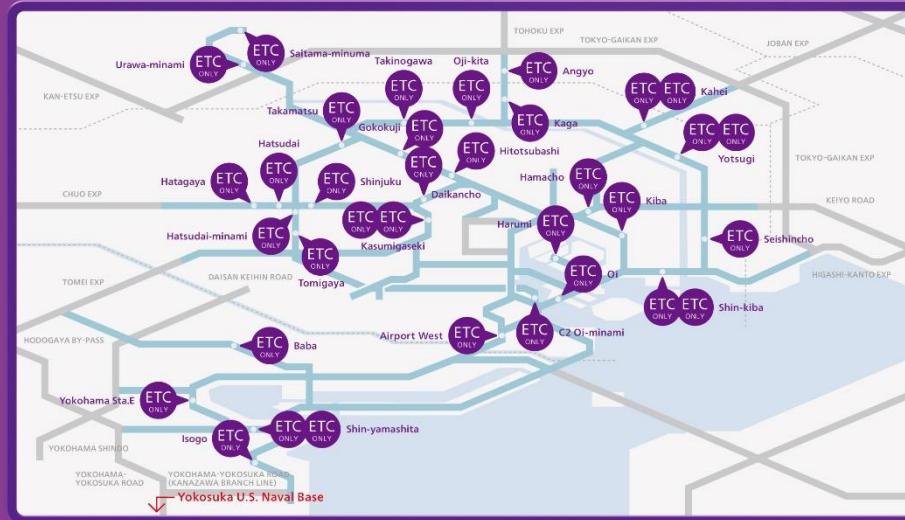 TOHOKU EXP
TOKYO-GAIKAN EXP
JOBAN EXP
ETC
ONLY
Saitama-minuma
ETC
ONLY
Urawa-minami
Takinogawa
ETC
ONLY
Oji-kita
ETC
ONLY
ETC
ONLY
Angyo
ETC
ONLY
ETC
ONLY
Kahei
KAN-ETSU EXP
Takamatsu
ETC
ONLY
Gokokuji
ETC
ONLY
ETC
ONLY
Kaga
ETC
ONLY
ETC
ONLY
Yotsugi
Hatsudai
ETC
ONLY
ETC
ONLY
Hitotsubashi
TOKYO-GAIKAN EXP
Hatagaya
ETC
ONLY
ETC
ONLY
Shinjuku
ETC
ONLY
Daikancho
Hamacho
ETC
ONLY
ETC
ONLY
Kiba
CHUO EXP
KEIYO ROAD
Hatsudai-minami
ETC
ONLY
ETC
ONLY
ETC
ONLY
Kasumigaseki
Harumi
ETC
ONLY
ETC
ONLY
Seishincho
ETC
ONLY
Tomigaya
ETC
ONLY
Oi
HIGASHI-KANTO EXP
TOMEI EXP
DAISAN KEIHIN ROAD
ETC
ONLY
ETC
ONLY
Shin-kiba
HODOGAYA BY-PASS
ETC
ONLY
Baba
Airport West
ETC
ONLY
ETC
ONLY
C2 Oi-minami
Yokohama Sta.E
ETC
ONLY
Isogo
ETC
ONLY
ETC
ONLY
ETC
ONLY
Shin-yamashita
YOKOHAMA SHINDO
YOKOHAMA-
YOKOSUKA ROAD
YOKOHAMA-YOKOSUKA ROAD
(KANAZAWA BRANCH LINE)
Yokosuka U.S. Naval Base